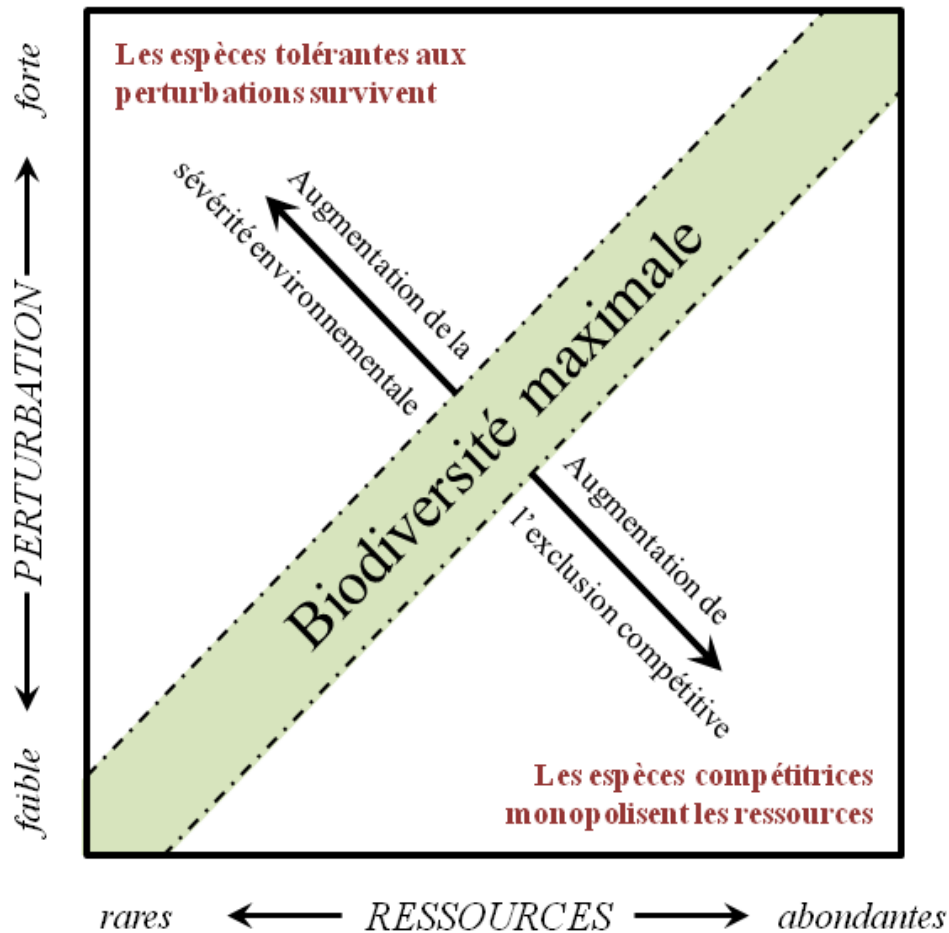 Les espèces tolérantes aux
perturbations survivent
Augmentation de la
sévérité environnementale
Biodiversité maximale
Augmentation de
l'exclusion compétitive
Les espèces compétitrices
monopolisent les ressources
forte
PERTURBATION
faible
rares
RESSOURCES
abondantes